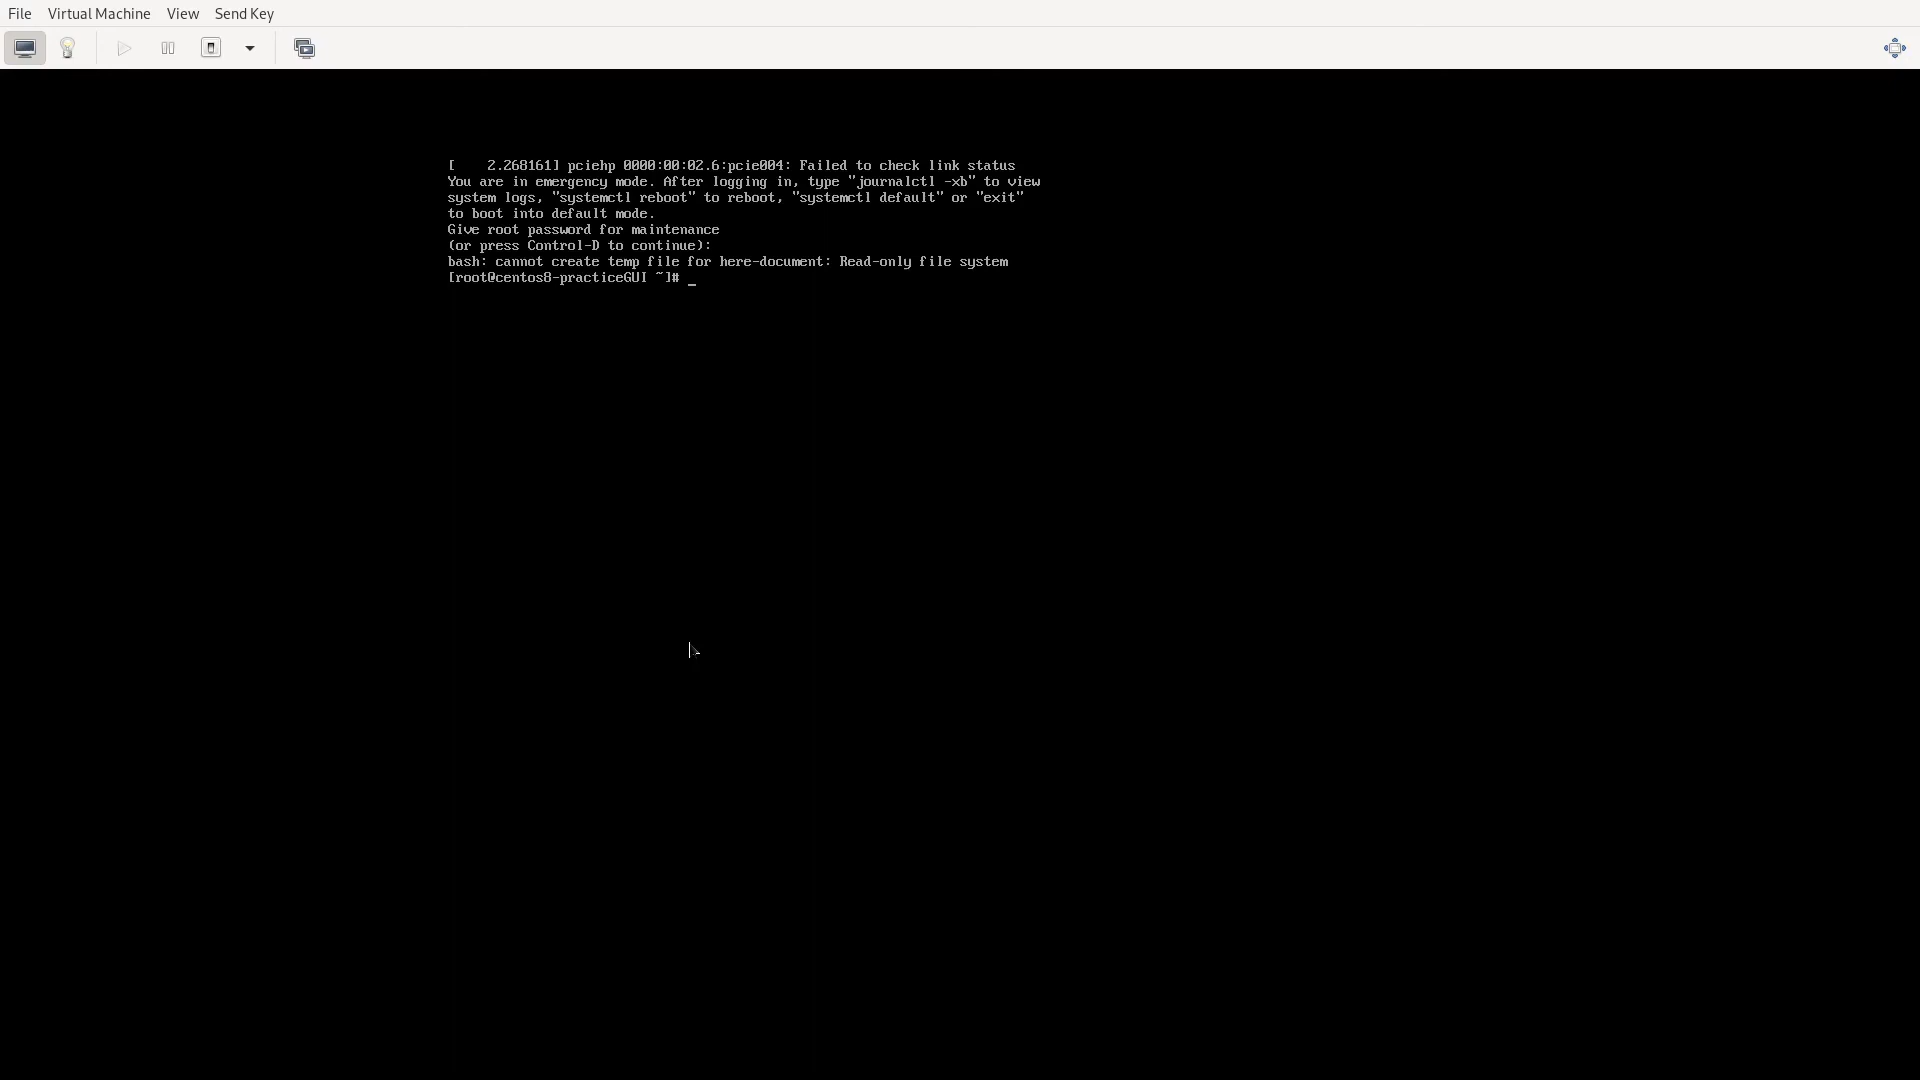 File Virtual Machine View Send Key
[    2.268161] pciehp 0000:00:02.6:pcie004: Failed to check link status
You are in emergency mode. After logging in, type "journalctl -xb" to view
system logs, "systemctl reboot" to reboot, "systemctl default" or "exit"
to boot into default mode.
Give root password for maintenance
(or press Control-D to continue):
bash: cannot create temp file for here-document: Read-only file system
[root@centos8-practiceGUI ~]# _